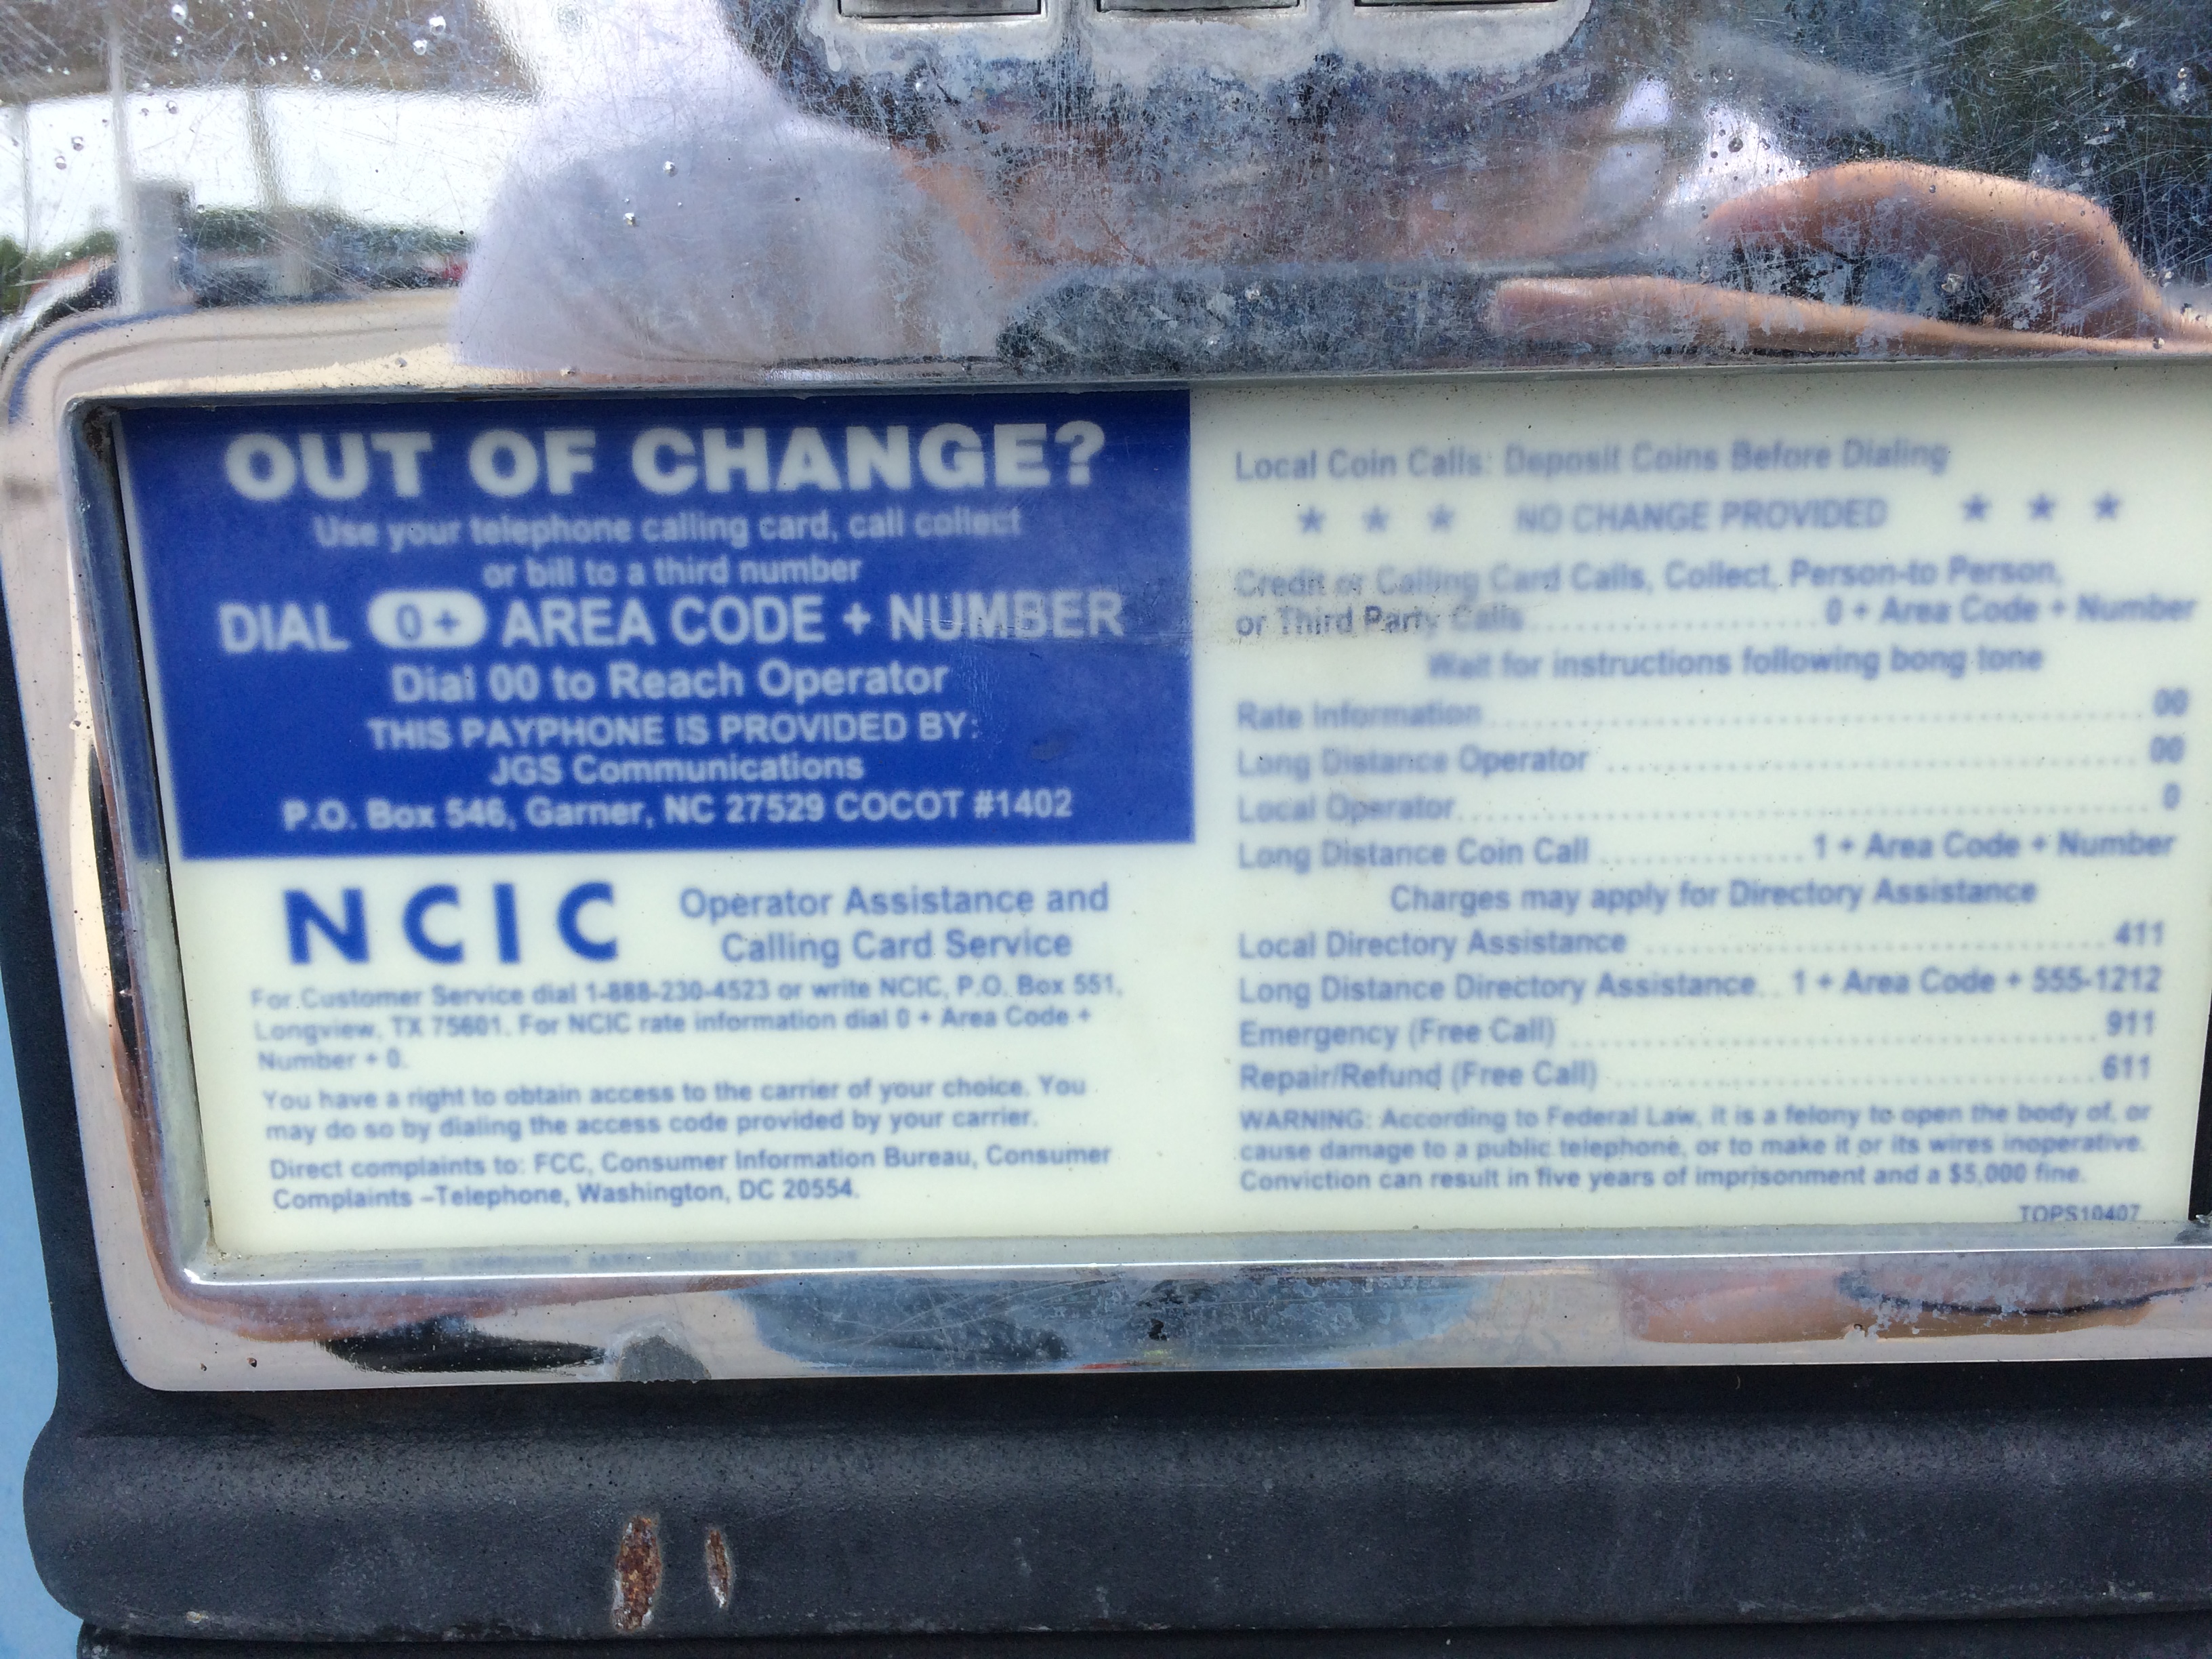 OUT OF CHANGE?
Use your telephone calling card, call collect
or bill to a third number
DIAL 0+ AREA CODE + NUMBER
Dial 00 to Reach Operator
THIS PAYPHONE IS PROVIDED BY:
JGS Communications
P.O. Box 546, Garner, NC 27529 COCOT #1402
NCIC Operator Assistance and
Calling Card Service
For Customer Service dial 1-888-230-4523 or write NCIC, P.O. Box 551,
Longview, TX 75601. For NCIC rate information dial 0 + Area Code +
Number + 0.
You have a right to obtain access to the carrier of your choice. You
may do so by dialing the access code provided by your carrier.
Direct complaints to: FCC, Consumer Information Bureau, Consumer
Complaints –Telephone, Washington, DC 20554.
Local Coin Calls: Deposit Coins Before Dialing
★ ★ ★ NO CHANGE PROVIDED ★ ★ ★
Credit or Calling Card Calls, Collect, Person-to Person,
or Third Party Calls.....................0 + Area Code + Number
Wait for instructions following bong tone
Rate Information..................................................00
Long Distance Operator ........................................00
Local Operator.....................................................0
Long Distance Coin Call ...............1 + Area Code + Number
Charges may apply for Directory Assistance
Local Directory Assistance ...................................411
Long Distance Directory Assistance.. 1 + Area Code + 555-1212
Emergency (Free Call) .........................................911
Repair/Refund (Free Call) .....................................611
WARNING: According to Federal Law, it is a felony to open the body of, or
cause damage to a public telephone, or to make it or its wires inoperative.
Conviction can result in five years of imprisonment and a $5,000 fine.
TOPS10407